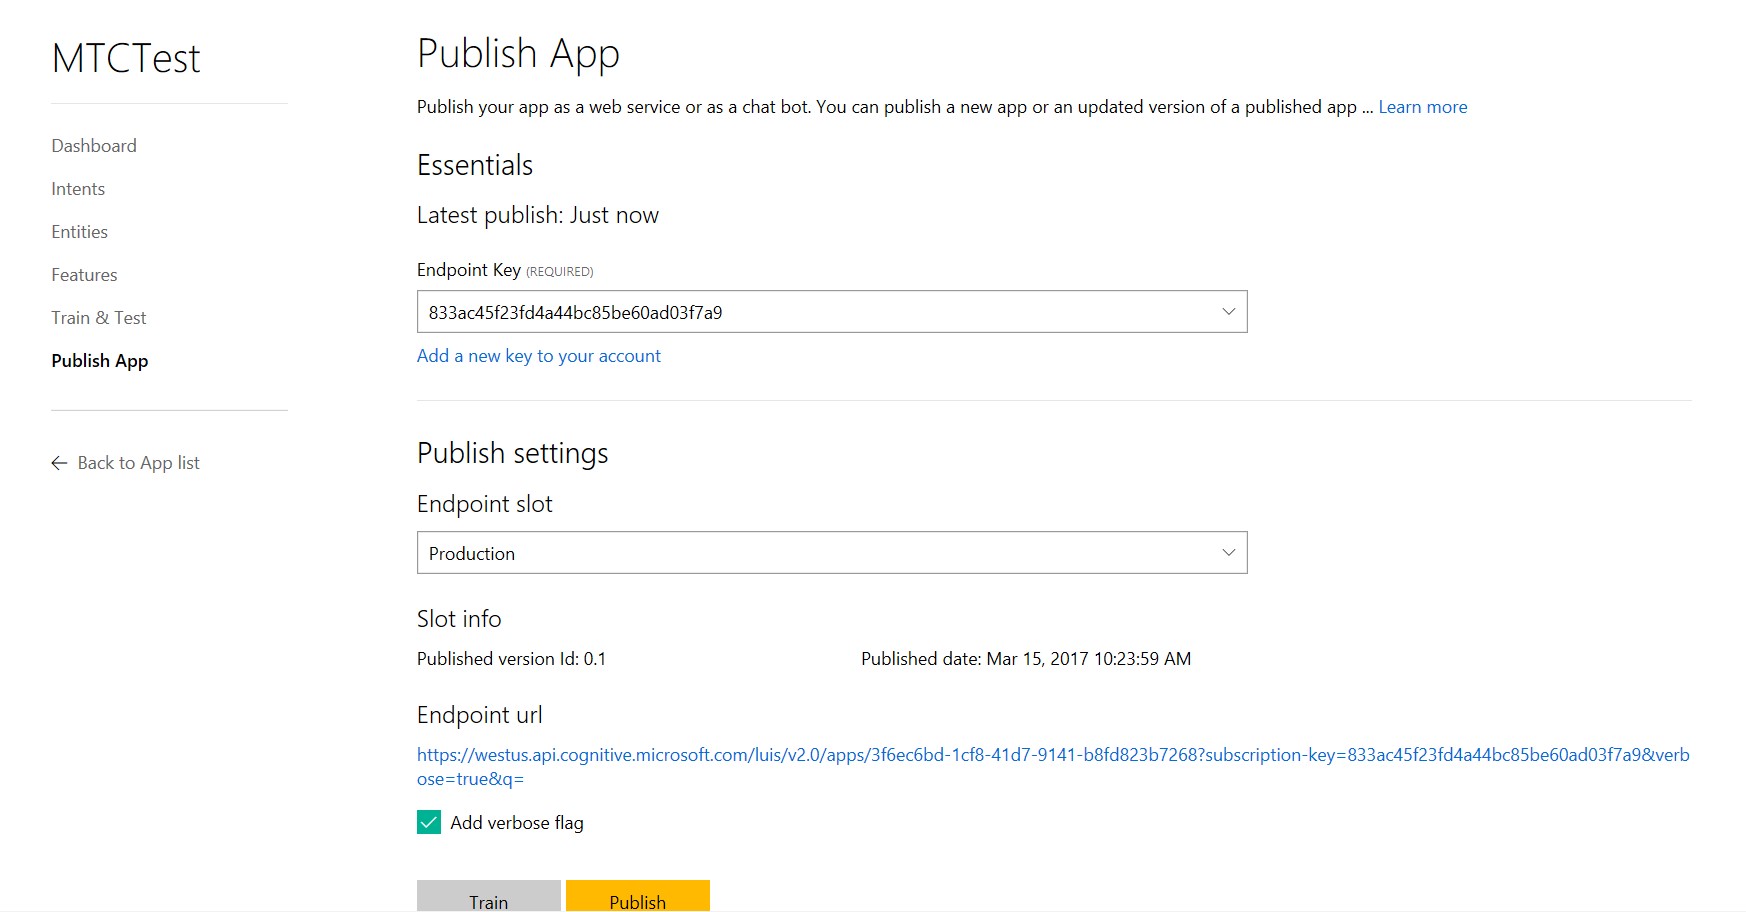 MTCTest
Dashboard
Intents
Entities
Features
Train & Test
Publish App
Back to App list
Publish App
Publish your app as a web service or as a chat bot. You can publish a new app or an updated version of a published app ... Learn more
Essentials
Latest publish: Just now
Endpoint Key (REQUIRED)
833ac45f23fd4a44bc85be60ad03f7a9
Add a new key to your account
Publish settings
Endpoint slot
Production
Slot info
Published version Id: 0.1 Published date: Mar 15, 2017 10:23:59 AM
Endpoint url
https://westus.api.cognitive.microsoft.com/luis/v2.0/apps/3f6ec6bd-1cf8-41d7-9141-b8fd823b7268?subscription-key=833ac45f23fd4a44bc85be60ad03f7a9&verb
ose=true&q=
Add verbose flag
Train Publish